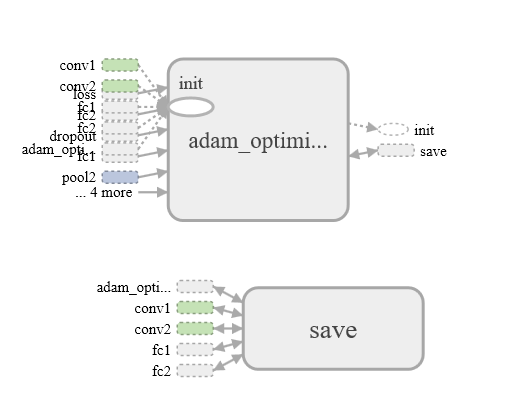 conv1
conv2
loss
fc1
fc2
fc2
dropout
adam_opti...
fc1
pool2
... 4 more
init
adam_optimi...
init
save
adam_opti...
conv1
conv2
fc1
fc2
save